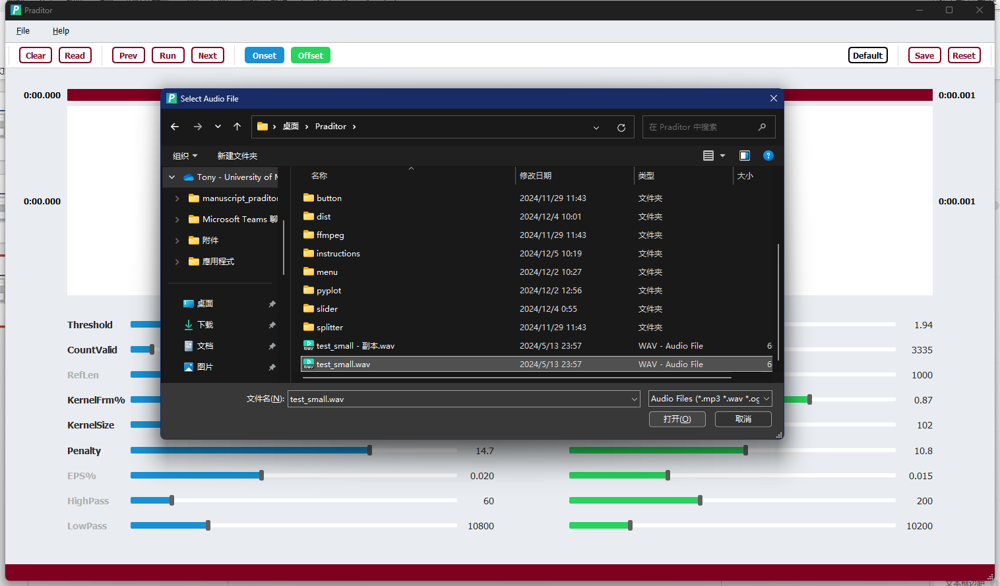 Praditor
File Help
Clear Read Prev Run Next Onset Offset Default Save Reset
0:00.000 0:00.001
Select Audio File
桌面 Praditor
在 Praditor 中搜索
组织 新建文件夹
名称 修改日期 类型 大小
Tony - University of M
manuscript_praditor
Microsoft Teams 聊
附件
應用程式
桌面
下载
文档
图片
button 2024/11/29 11:43 文件夹
dist 2024/12/4 10:01 文件夹
ffmpeg 2024/11/29 11:43 文件夹
instructions 2024/12/5 10:19 文件夹
menu 2024/12/2 10:27 文件夹
pyplot 2024/12/2 12:56 文件夹
slider 2024/12/4 0:55 文件夹
splitter 2024/11/29 11:43 文件夹
test_small - 副本.wav 2024/5/13 23:57 WAV - Audio File 6
test_small.wav 2024/5/13 23:57 WAV - Audio File 6
文件名(N): test_small.wav Audio Files (*.mp3 *.wav *.og
打开(O) 取消
0:00.000 0:00.001
Threshold 1.94
CountValid 3335
RefLen 1000
KernelFrm% 0.87
KernelSize 102
Penalty 14.7 10.8
EPS% 0.020 0.015
HighPass 60 200
LowPass 10800 10200